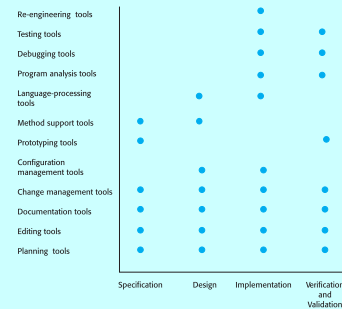 Re-engineering tools
Testing tools
Debugging tools
Program analysis tools
Language-processing
tools
Method support tools
Prototyping tools
Configuration
management tools
Change management tools
Documentation tools
Editing tools
Planning tools
Specification Design Implementation Verification
and
Validation